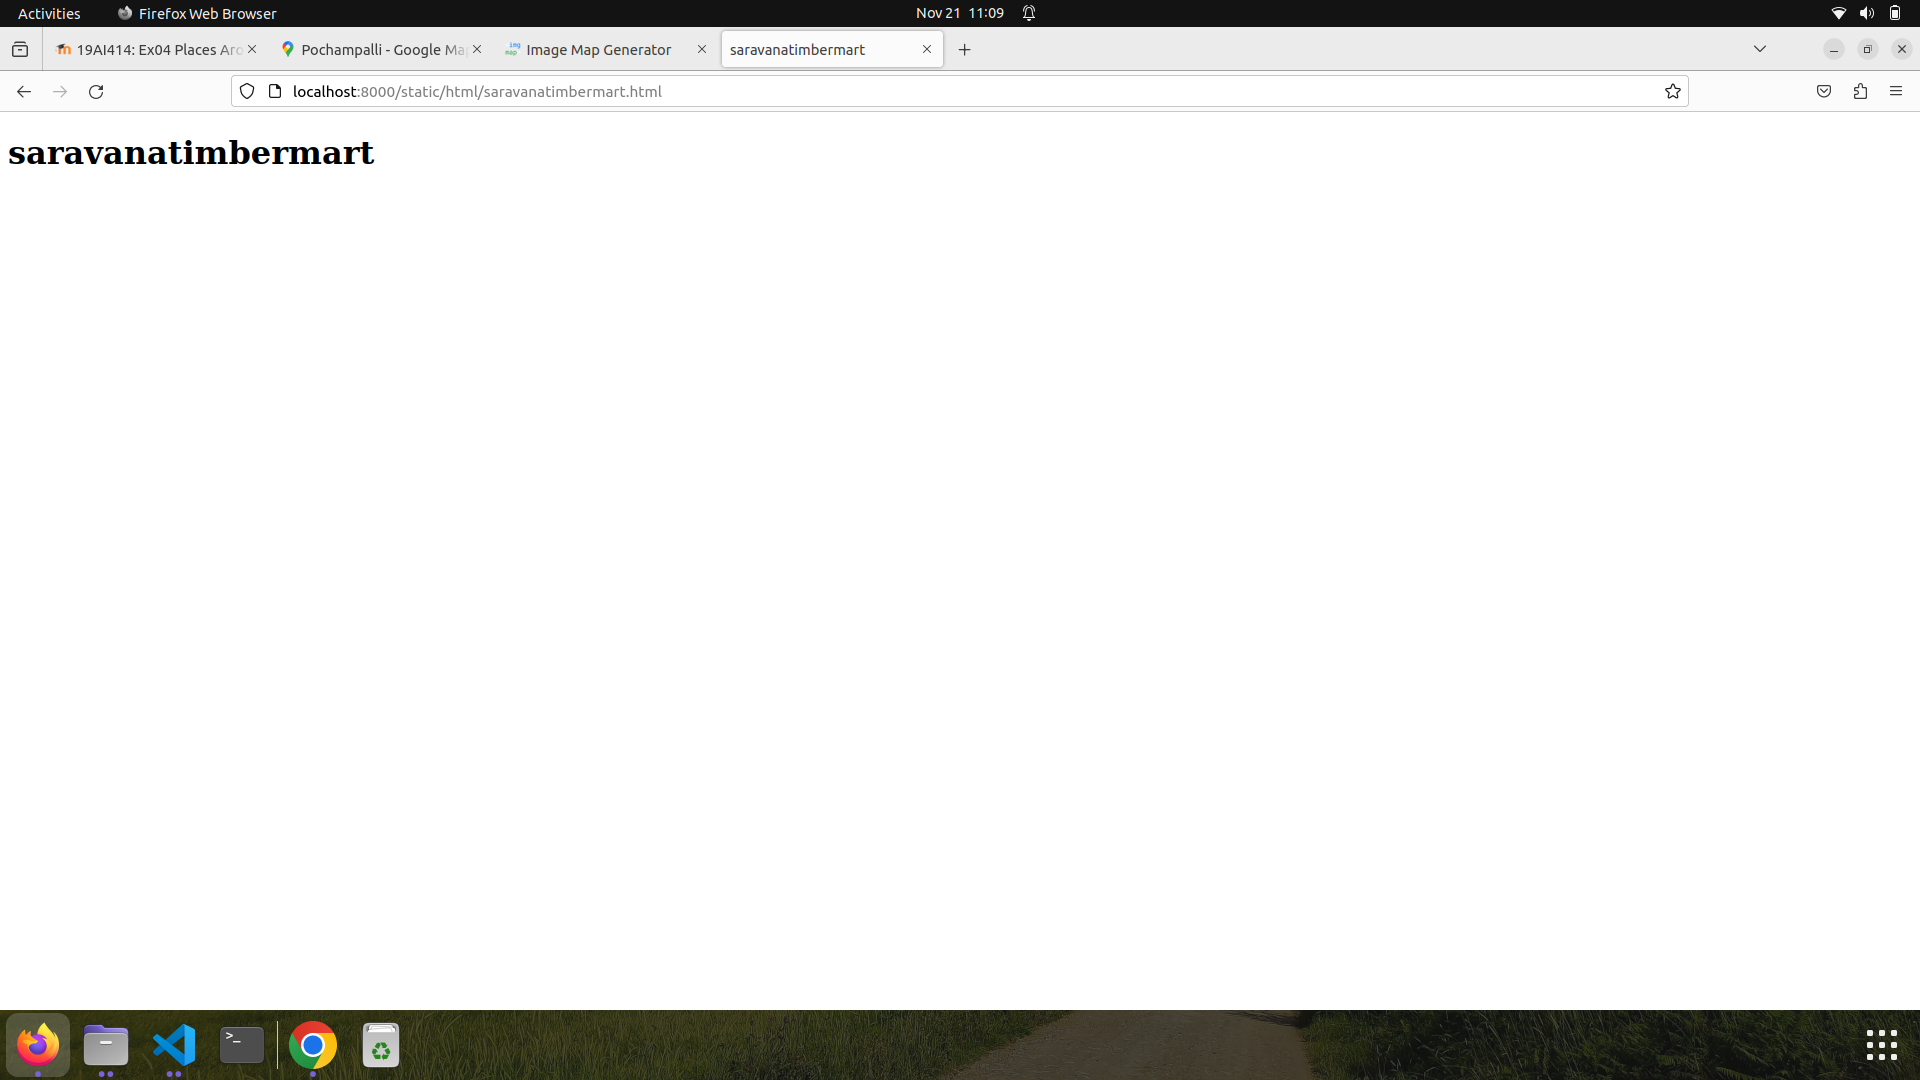 Activities Firefox Web Browser Nov 21 11:09
19AI414: Ex04 Places Aro Pochampalli - Google Ma Image Map Generator saravanatimbermart
localhost:8000/static/html/saravanatimbermart.html
saravanatimbermart